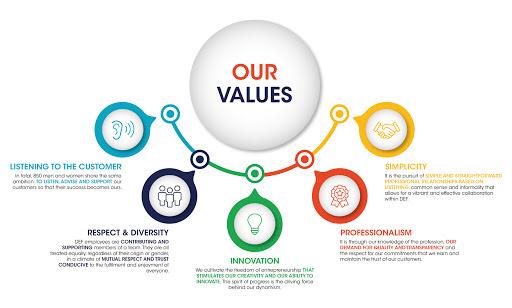 OUR
VALUES
LISTENING TO THE CUSTOMER
In total, 850 men and women share the same
ambition: TO LISTEN, ADVISE AND SUPPORT our
customers so that their success becomes ours.
RESPECT & DIVERSITY
DEF employees are CONTRIBUTING AND
SUPPORTING members of a team. They are all
treated equally regardless of their origin or gender,
in a climate of MUTUAL RESPECT AND TRUST
CONDUCIVE to the fulfilment and enjoyment of
everyone.
INNOVATION
We cultivate the freedom of entrepreneurship THAT
STIMULATES OUR CREATIVITY AND OUR ABILITY TO
INNOVATE. This spirit of progress is the driving force
behind our dynamism.
PROFESSIONALISM
It is through our knowledge of the profession, OUR
DEMAND FOR QUALITY AND TRANSPARENCY and
the respect for our commitments that we earn and
maintain the trust of our customers.
SIMPLICITY
It is the pursuit of SIMPLE AND STRAIGHTFORWARD
PROFESSIONAL RELATIONSHIPS BASED ON
LISTENING, common sense and informality that
allows for a vibrant and effective collaboration
within DEF.